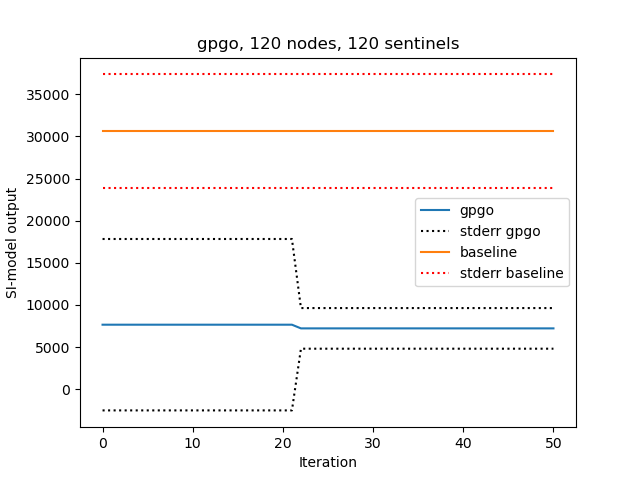 gpgo, 120 nodes, 120 sentinels
SI-model output
35000
30000
25000
20000
15000
10000
5000
0
gpgo
stderr gpgo
baseline
stderr baseline
0 10 20 30 40 50
Iteration